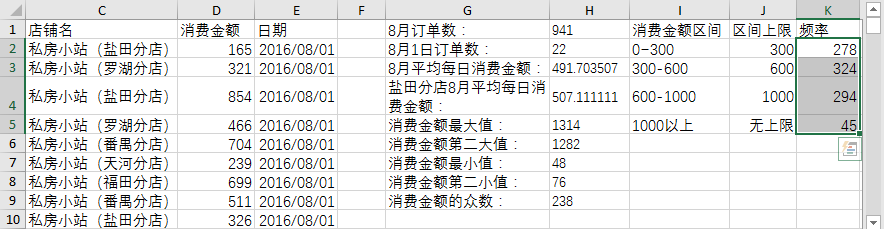 C D E F G H I J K
1 店铺名 消费金额 日期 8月订单数： 941 消费金额区间 区间上限 频率
2 私房小站（盐田分店） 165 2016/08/01 8月1日订单数： 22 0-300 300 278
3 私房小站（罗湖分店） 321 2016/08/01 8月平均每日消费金额： 491.703507 300-600 600 324
盐田分店8月平均每日消
4 私房小站（盐田分店） 854 2016/08/01 费金额： 507.111111 600-1000 1000 294
5 私房小站（罗湖分店） 466 2016/08/01 消费金额最大值： 1314 1000以上 无上限 45
6 私房小站（番禺分店） 704 2016/08/01 消费金额第二大值： 1282
7 私房小站（天河分店） 239 2016/08/01 消费金额最小值： 48
8 私房小站（福田分店） 699 2016/08/01 消费金额第二小值： 76
9 私房小站（番禺分店） 511 2016/08/01 消费金额的众数： 238
10 私房小站（盐田分店） 326 2016/08/01